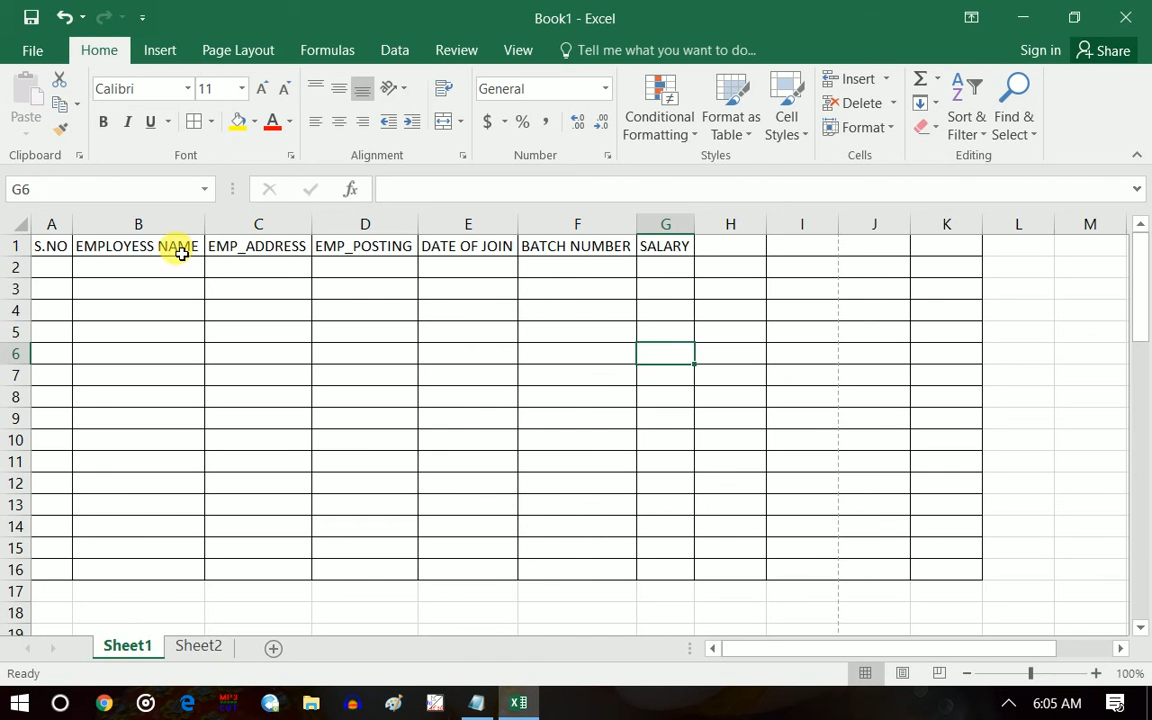 Book1 - Excel
File Home Insert Page Layout Formulas Data Review View Tell me what you want to do... Sign in Share
Paste
Calibri 11
B I U
General
$ % ,
Conditional Formatting
Format as Table
Cell Styles
Insert
Delete
Format
Sort & Filter
Find & Select
Clipboard Font Alignment Number Styles Cells Editing
G6 fx
A B C D E F G H I J K L M
1 S.NO EMPLOYESS NAME EMP_ADDRESS EMP_POSTING DATE OF JOIN BATCH NUMBER SALARY
2
3
4
5
6
7
8
9
10
11
12
13
14
15
16
17
18
19
Sheet1 Sheet2
Ready 100%
6:05 AM